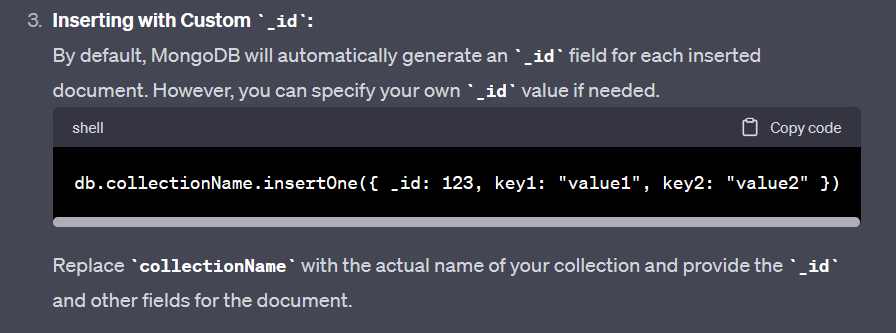 3. Inserting with Custom `_id`:
By default, MongoDB will automatically generate an `_id` field for each inserted
document. However, you can specify your own `_id` value if needed.
shell Copy code
db.collectionName.insertOne({ _id: 123, key1: "value1", key2: "value2" })
Replace `collectionName` with the actual name of your collection and provide the `_id`
and other fields for the document.